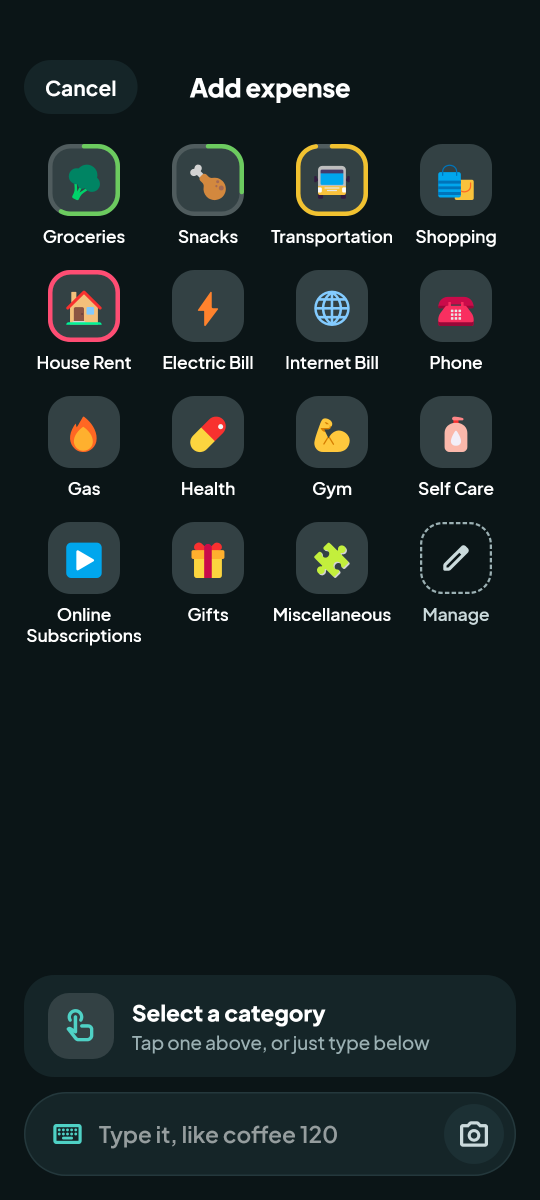 Cancel
Add expense
Groceries
Snacks
Transportation
Shopping
House Rent
Electric Bill
Internet Bill
Phone
Gas
Health
Gym
Self Care
Online
Subscriptions
Gifts
Miscellaneous
Manage
Select a category
Tap one above, or just type below
Type it, like coffee 120